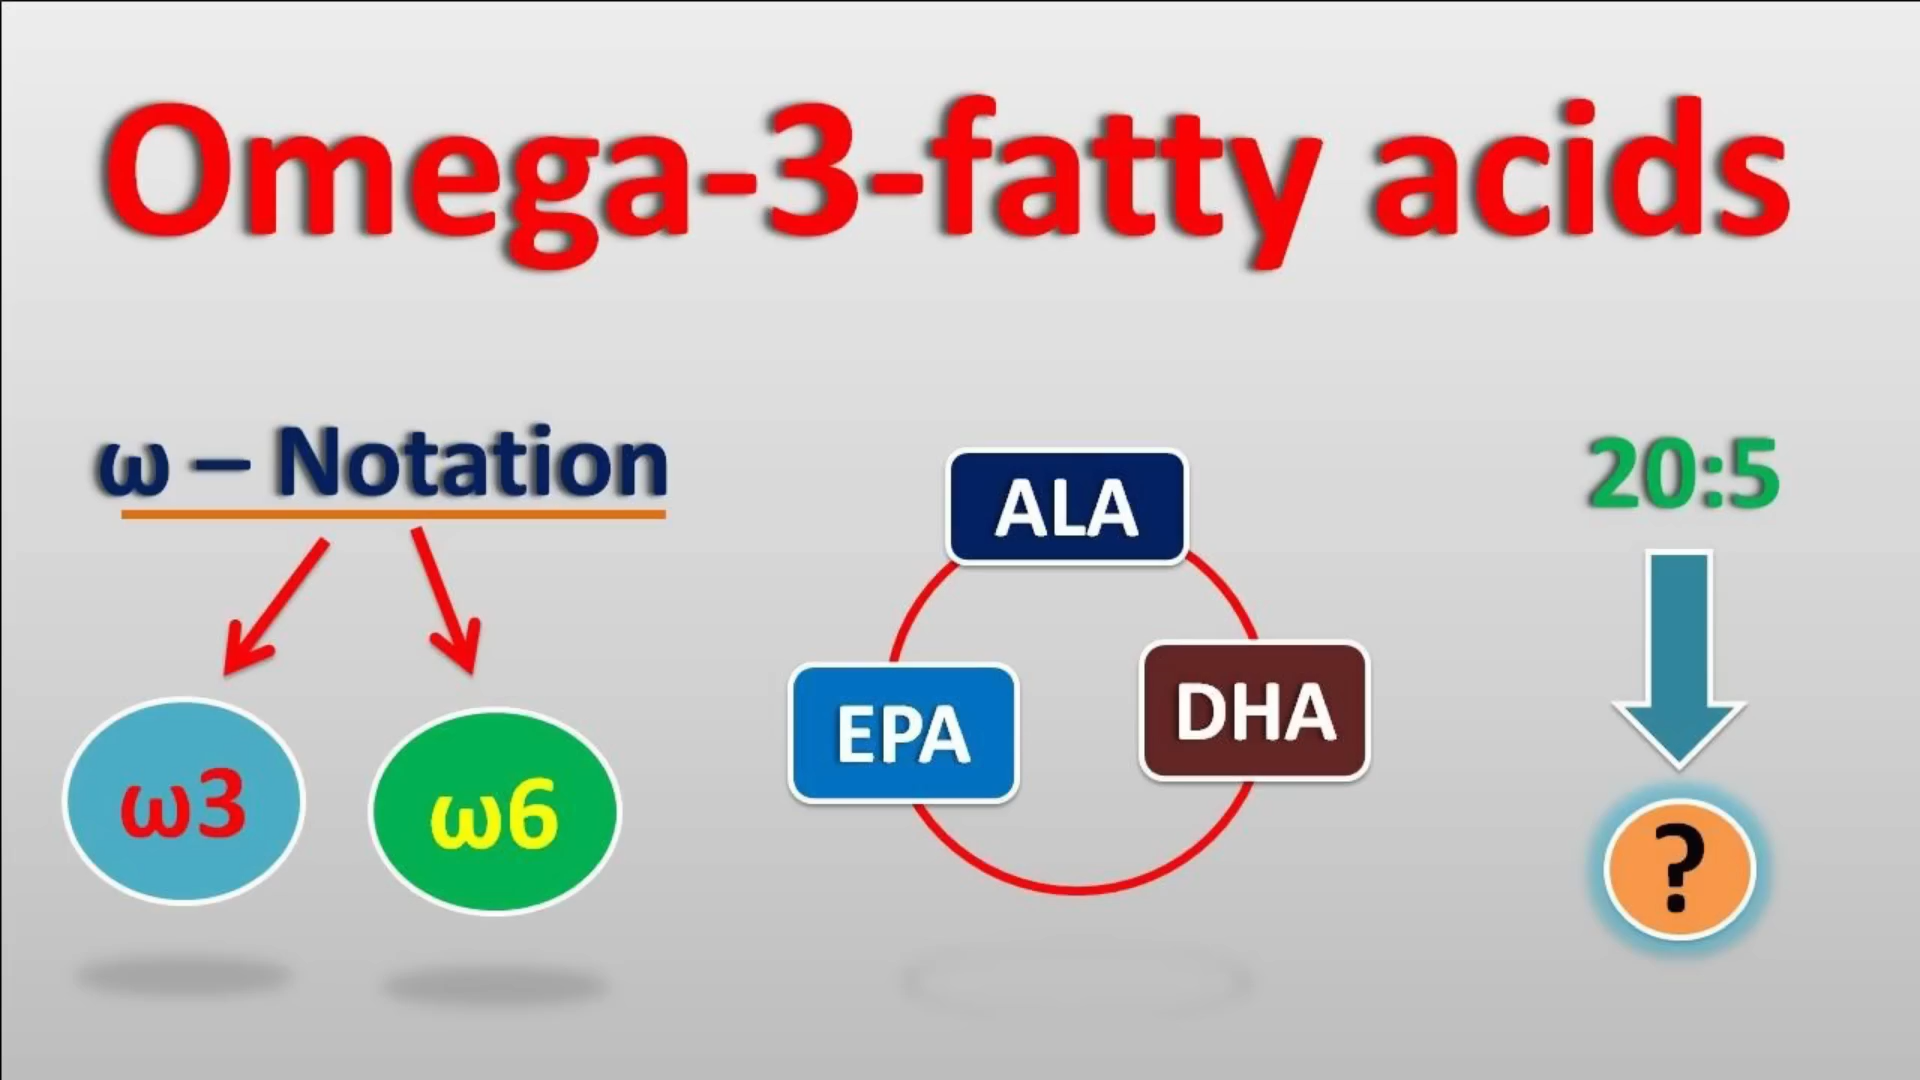 Omega-3-fatty acids
ω – Notation
ω3
ω6
ALA
EPA
DHA
20:5
?